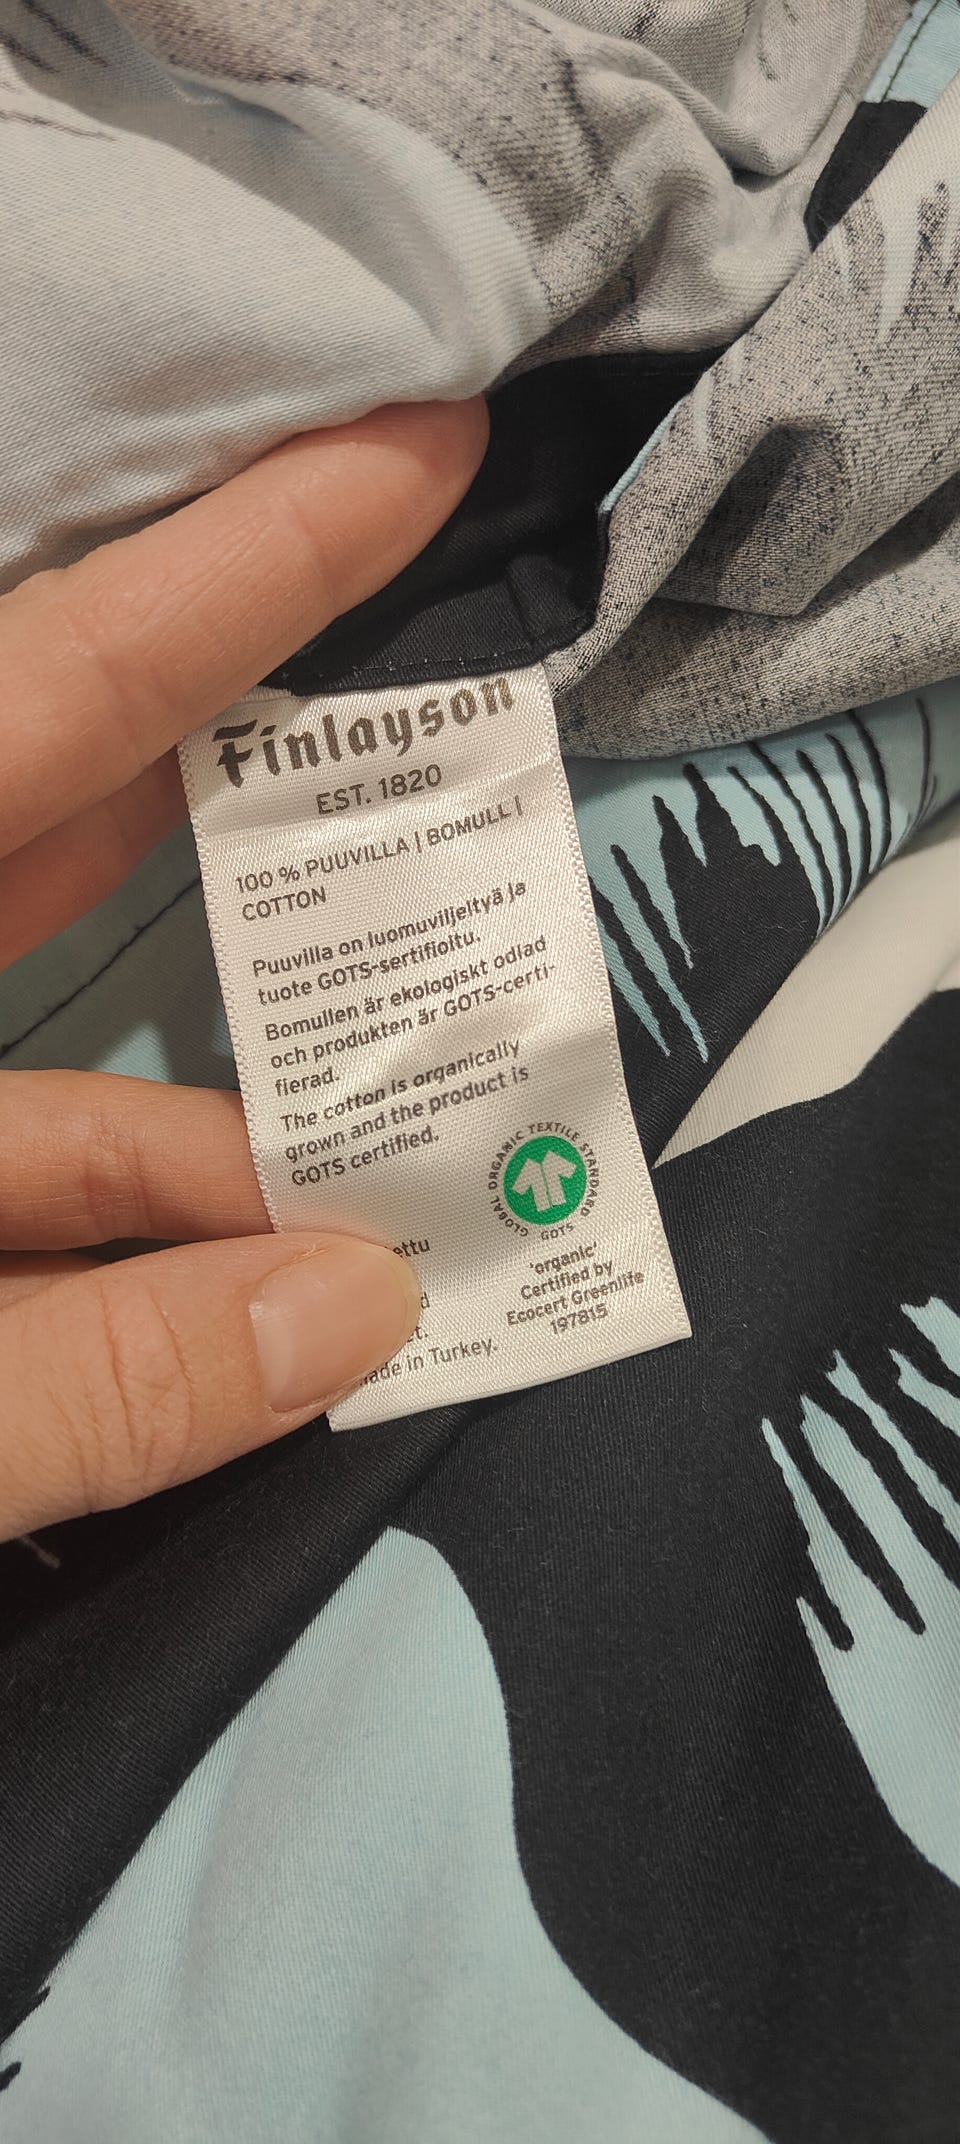 Finlayson
EST. 1820
100 % PUUVILLA | BOMULL |
COTTON
Puuvilla on luomuviljeltyä ja
tuote GOTS-sertifioitu.
Bomullen är ekologiskt odlad
och produkten är GOTS-certi-
fierad.
The cotton is organically
grown and the product is
GOTS certified.
GLOBAL ORGANIC TEXTILE STANDARD
GOTS
'organic'
Certified by
Ecocert Greenlife
197815
in Turkey.